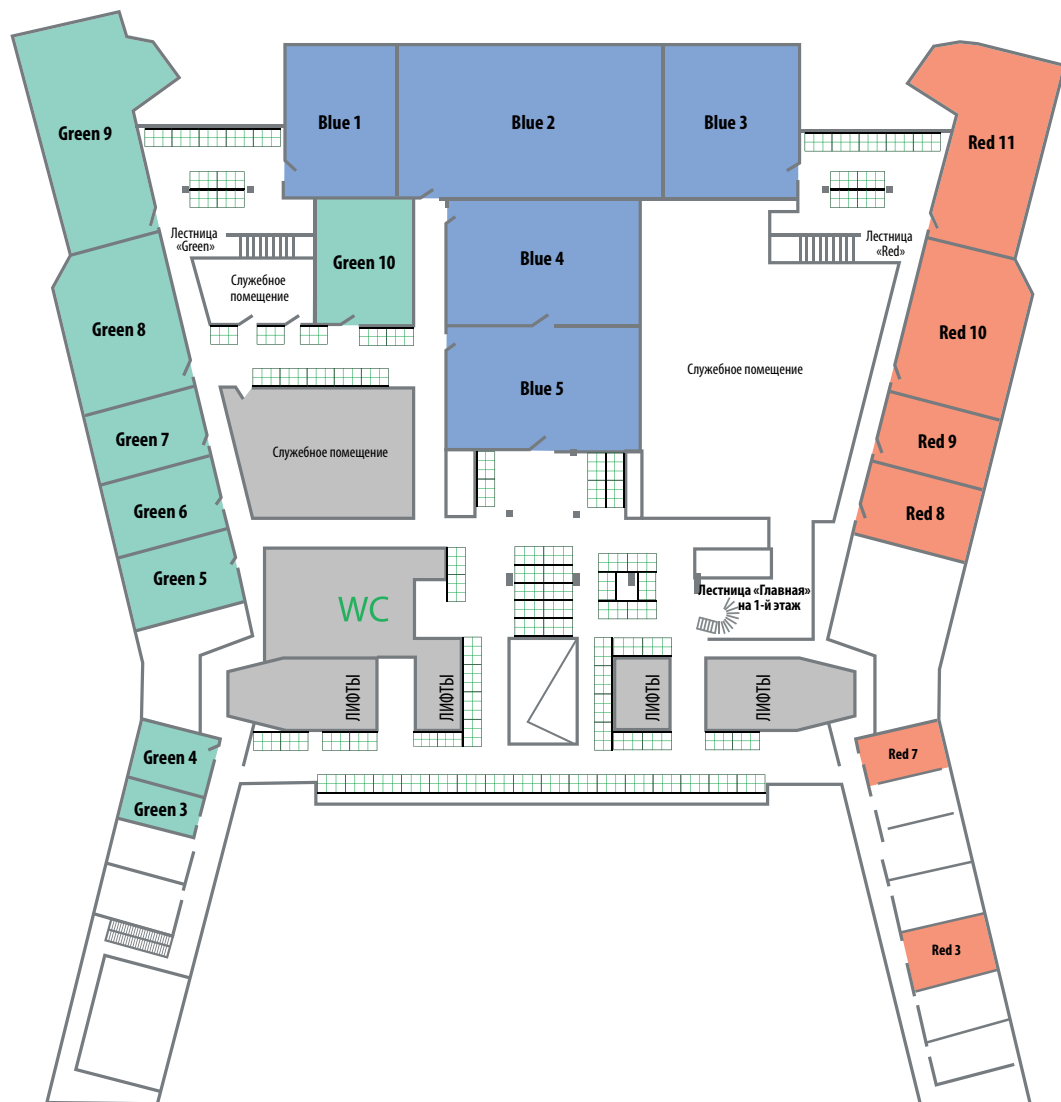 Green 9
Blue 1
Blue 2
Blue 3
Red 11
Лестница
«Green»
Лестница
«Red»
Green 10
Blue 4
Служебное
помещение
Green 8
Red 10
Служебное помещение
Blue 5
Green 7
Red 9
Служебное помещение
Green 6
Red 8
Green 5
WC
Лестница «Главная»
на 1-й этаж
ЛИФТЫ
ЛИФТЫ
ЛИФТЫ
ЛИФТЫ
Green 4
Red 7
Green 3
Red 3